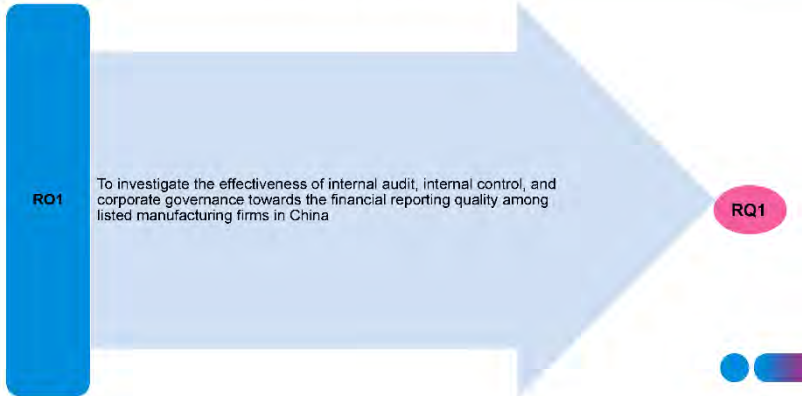 RO1
To investigate the effectiveness of internal audit, internal control, and
corporate governance towards the financial reporting quality among
listed manufacturing firms in China
RQ1